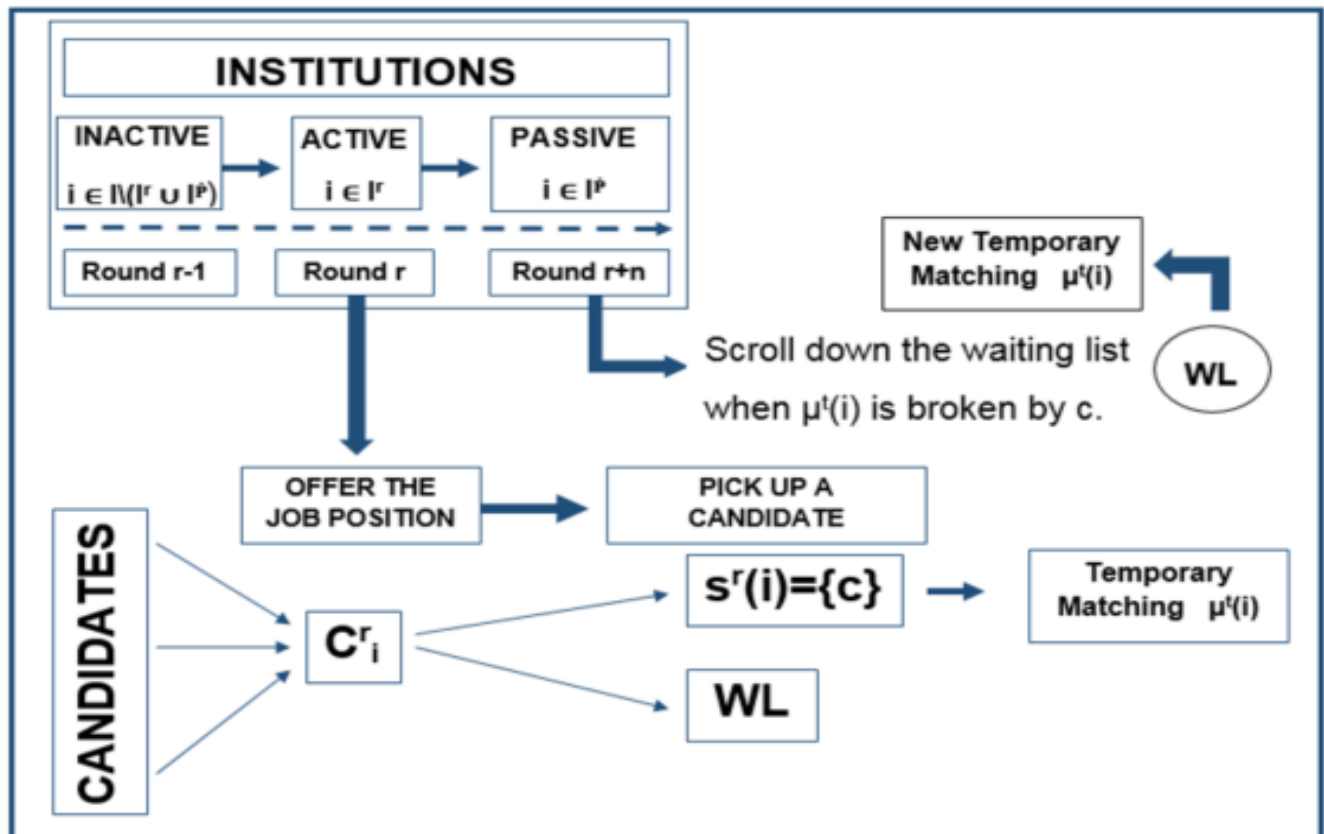 INSTITUTIONS
INACTIVE
i ∈ I\(Iʳ ∪ Iṗ)
ACTIVE
i ∈ Iʳ
PASSIVE
i ∈ Iṗ
Round r-1
Round r
Round r+n
New Temporary
Matching μᵗ(i)
WL
Scroll down the waiting list
when μᵗ(i) is broken by c.
OFFER THE
JOB POSITION
PICK UP A
CANDIDATE
CANDIDATES
Cʳᵢ
sʳ(i)={c}
WL
Temporary
Matching μᵗ(i)